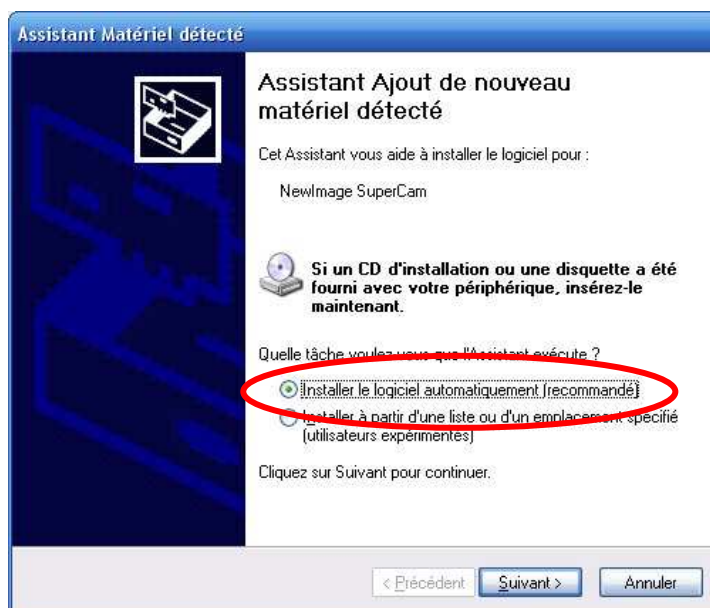 Assistant Matériel détecté
Assistant Ajout de nouveau
matériel détecté
Cet Assistant vous aide à installer le logiciel pour :
NewImage SuperCam
Si un CD d'installation ou une disquette a été
fourni avec votre périphérique, insérez-le
maintenant.
Quelle tâche voulez-vous que l'Assistant exécute ?
Installer le logiciel automatiquement (recommandé)
Installer à partir d'une liste ou d'un emplacement spécifié
(utilisateurs expérimentés)
Cliquez sur Suivant pour continuer.
< Précédent Suivant > Annuler